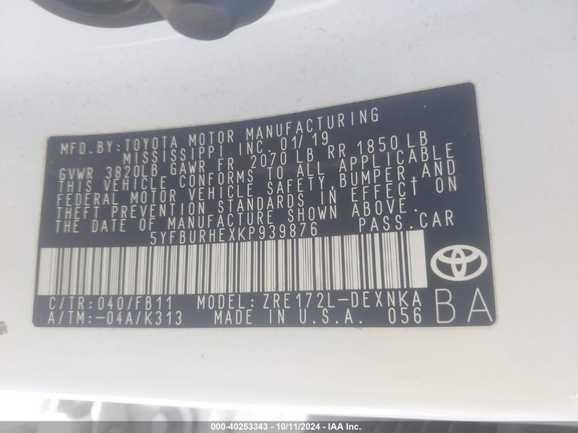 MFD.BY:TOYOTA MOTOR MANUFACTURING
MISSISSIPPI INC. 01/19
GVWR 3820LB GAWR FR 2070 LB RR 1850 LB
THIS VEHICLE CONFORMS TO ALL APPLICABLE
FEDERAL MOTOR VEHICLE SAFETY,BUMPER,AND
THEFT PREVENTION STANDARDS IN EFFECT ON
THE DATE OF MANUFACTURE SHOWN ABOVE.
5YFBURHEXKP939876 PASS.CAR
C/TR:040/FB11 MODEL:ZRE172L-DEXNKA
A/TM:-04A/K313 MADE IN U.S.A. 056
BA
TOYOTA
000-40253343 - 10/11/2024 - IAA Inc.